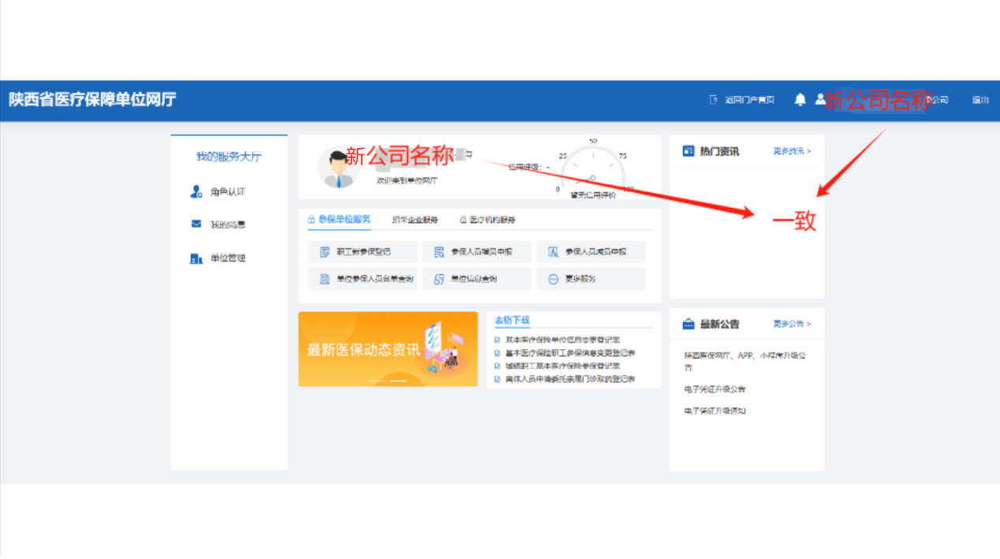 陕西省医疗保障单位网厅
返回门户首页
新公司名称
公司
退出
我的服务大厅
角色认证
我的消息
单位管理
新公司名称
欢迎来到单位网厅
信用评级：-
0
25
50
75
100
暂无信用评价
参保单位服务
招采企业服务
医疗机构服务
职工新参保登记
参保人员增员申报
参保人员减员申报
单位参保人员名单查询
单位信息查询
更多服务
最新医保动态资讯
表格下载
基本医疗保险单位信息变更登记表
基本医疗保险职工参保信息变更登记表
城镇职工基本医疗保险参保登记表
离休人员申请委托亲属门诊取药登记表
热门资讯
更多资讯 >
一致
最新公告
更多公告 >
陕西医保网厅、APP、小程序升级公
告
电子凭证升级公告
电子凭证升级通知